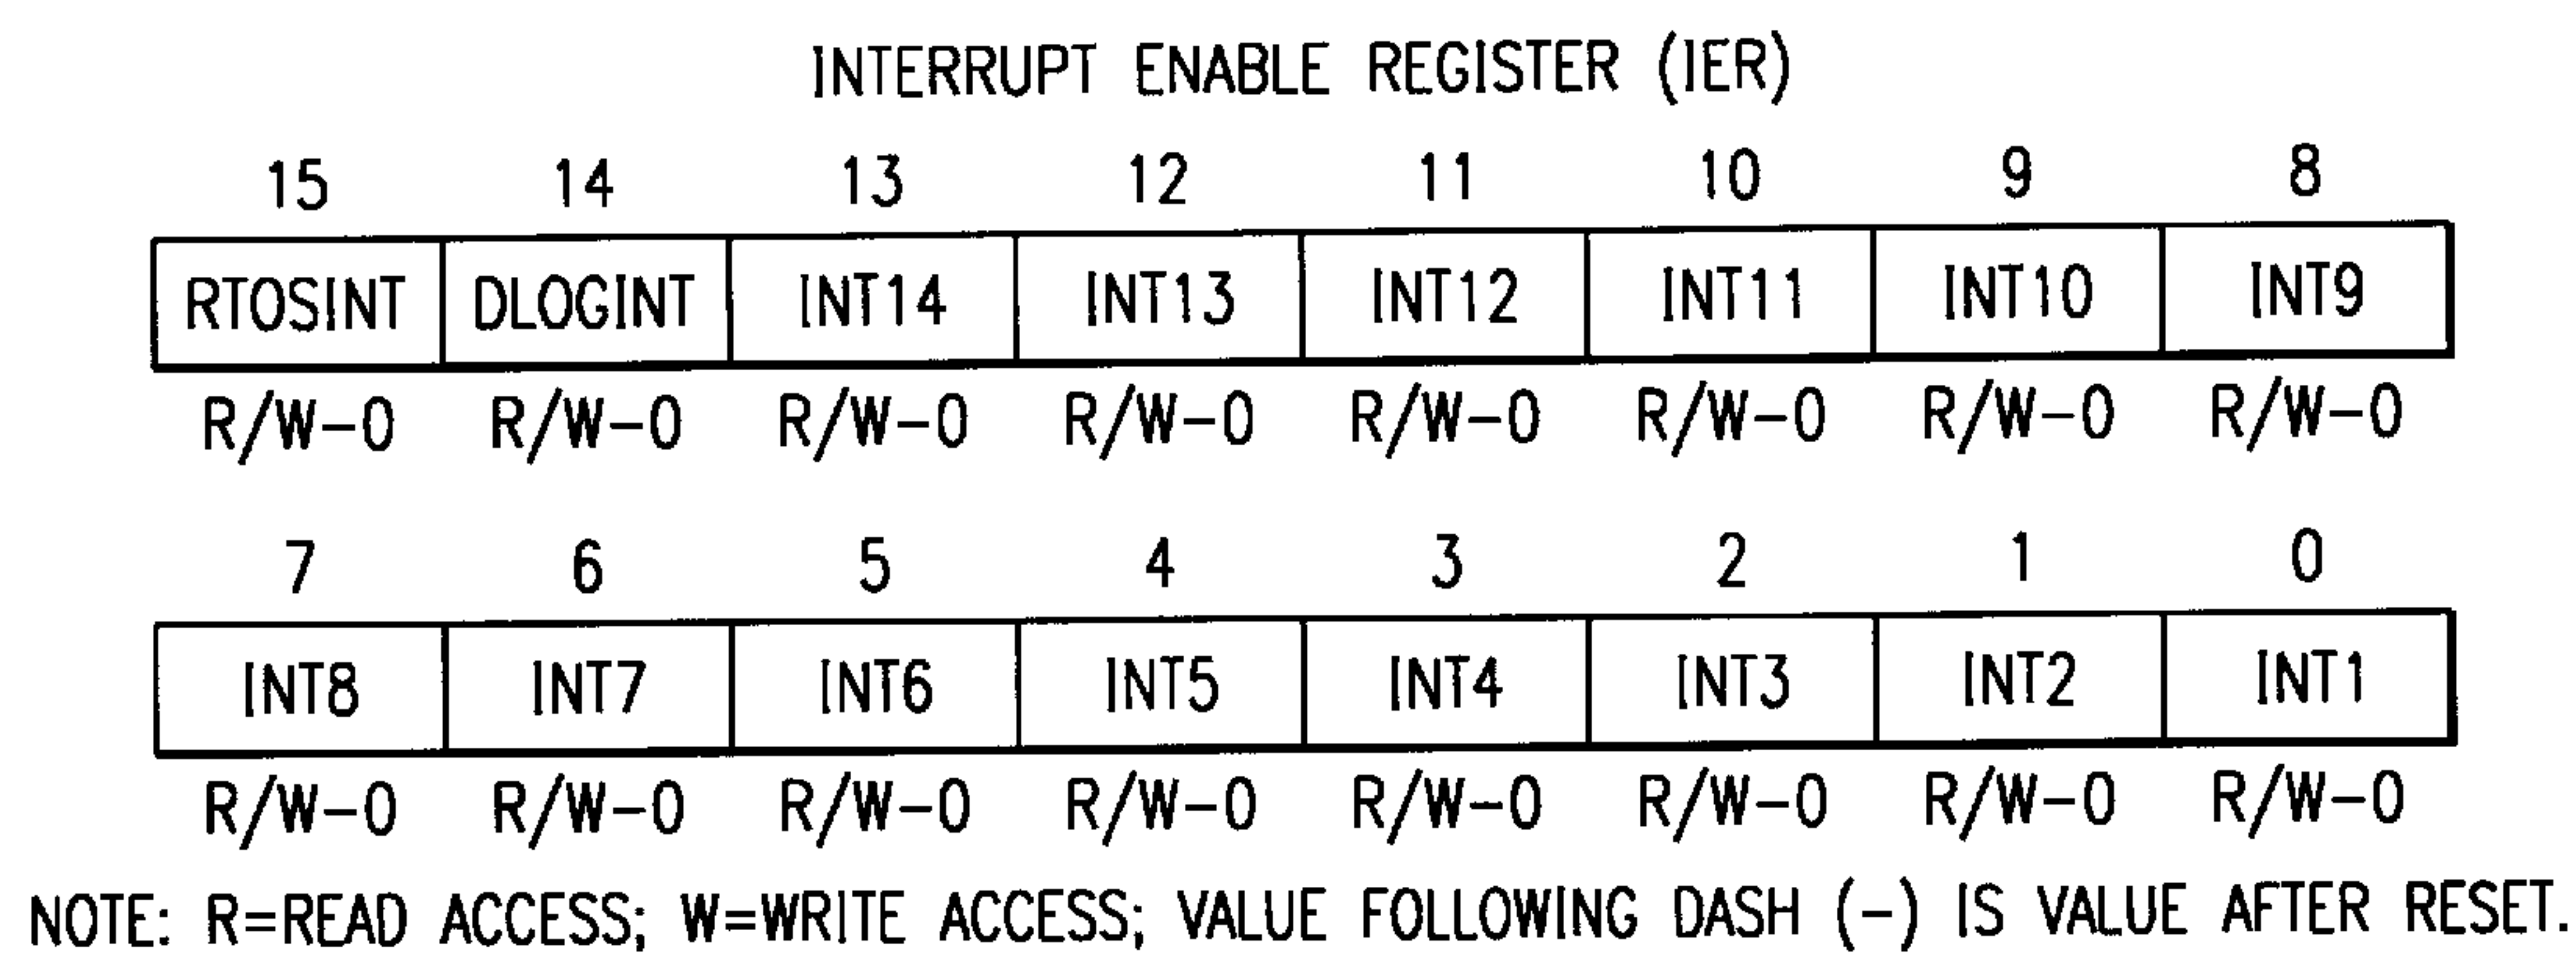 INTERRUPT ENABLE REGISTER (IER)
15 14 13 12 11 10 9 8
RTOSINT DLOGINT INT14 INT13 INT12 INT11 INT10 INT9
R/W-0 R/W-0 R/W-0 R/W-0 R/W-0 R/W-0 R/W-0 R/W-0
7 6 5 4 3 2 1 0
INT8 INT7 INT6 INT5 INT4 INT3 INT2 INT1
R/W-0 R/W-0 R/W-0 R/W-0 R/W-0 R/W-0 R/W-0 R/W-0
NOTE: R=READ ACCESS; W=WRITE ACCESS; VALUE FOLLOWING DASH (-) IS VALUE AFTER RESET.